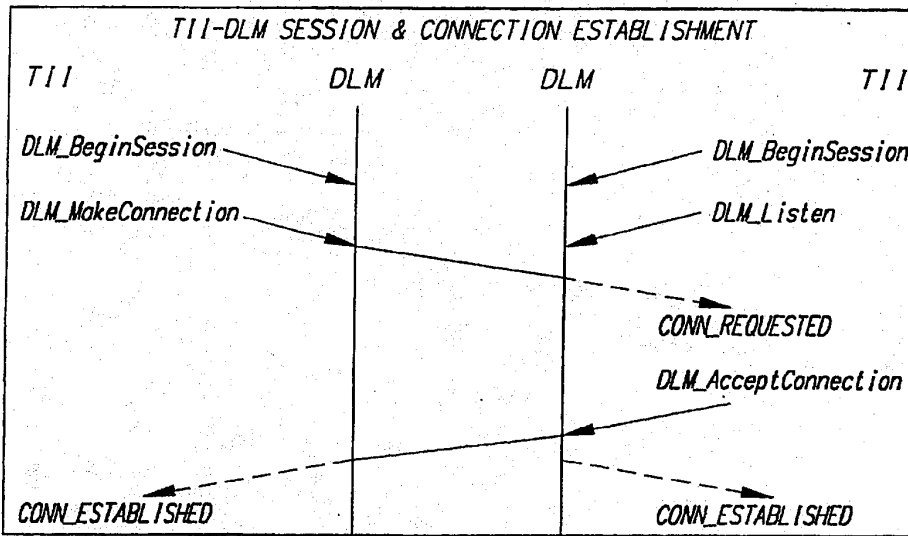 TII-DLM SESSION & CONNECTION ESTABLISHMENT
TII DLM DLM TII
DLM_BeginSession DLM_BeginSession
DLM_MakeConnection DLM_Listen
CONN_REQUESTED
DLM_AcceptConnection
CONN_ESTABLISHED CONN_ESTABLISHED